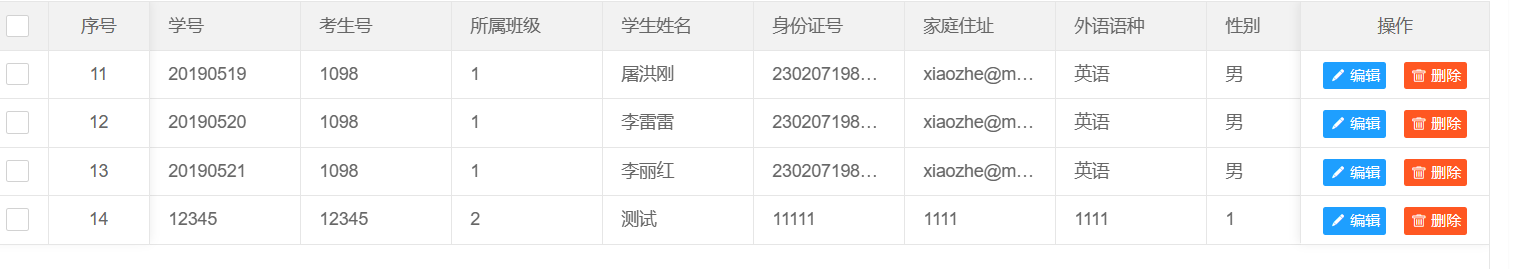 序号 学号 考生号 所属班级 学生姓名 身份证号 家庭住址 外语语种 性别 操作
11 20190519 1098 1 屠洪刚 230207198… xiaozhe@m… 英语 男 编辑 删除
12 20190520 1098 1 李雷雷 230207198… xiaozhe@m… 英语 男 编辑 删除
13 20190521 1098 1 李丽红 230207198… xiaozhe@m… 英语 男 编辑 删除
14 12345 12345 2 测试 11111 1111 1111 1 编辑 删除